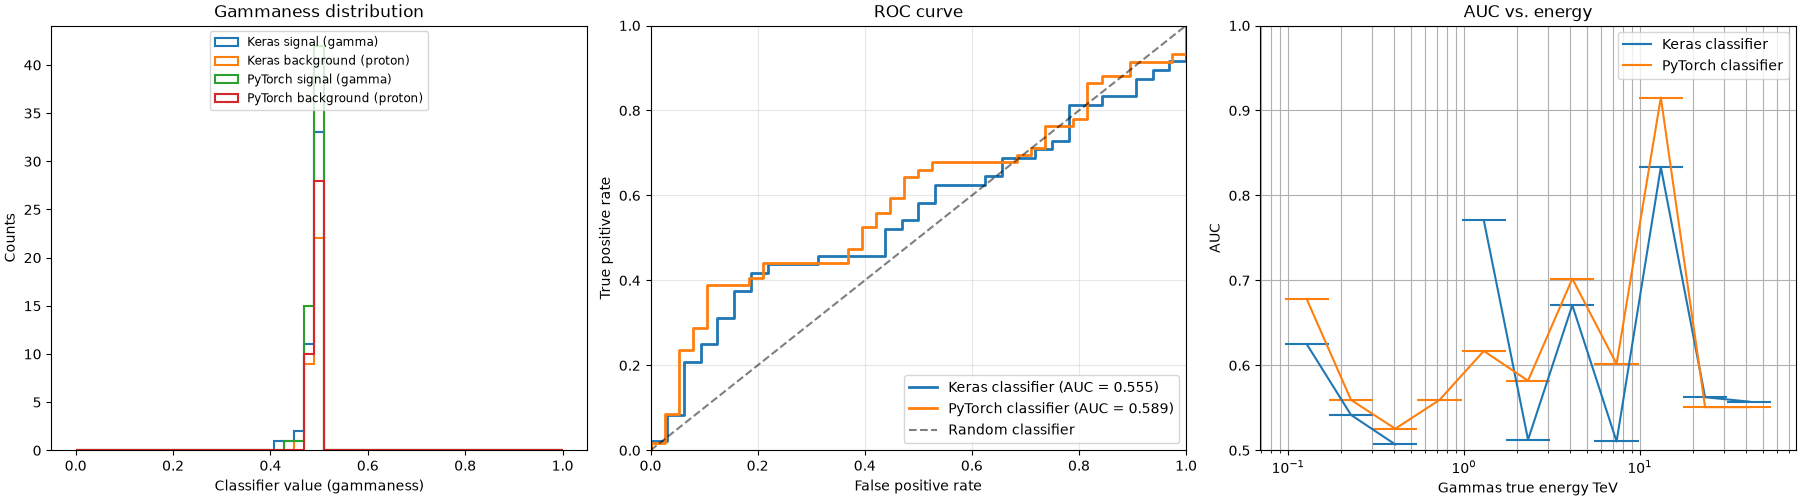 Gammaness distribution
Keras signal (gamma)
Keras background (proton)
PyTorch signal (gamma)
PyTorch background (proton)
Counts
40
35
30
25
20
15
10
5
0
0.0 0.2 0.4 0.6 0.8 1.0
Classifier value (gammaness)
ROC curve
True positive rate
1.0
0.8
0.6
0.4
0.2
0.0
Keras classifier (AUC = 0.555)
PyTorch classifier (AUC = 0.589)
Random classifier
0.0 0.2 0.4 0.6 0.8 1.0
False positive rate
AUC vs. energy
Keras classifier
PyTorch classifier
AUC
1.0
0.9
0.8
0.7
0.6
0.5
10⁻¹ 10⁰ 10¹
Gammas true energy TeV